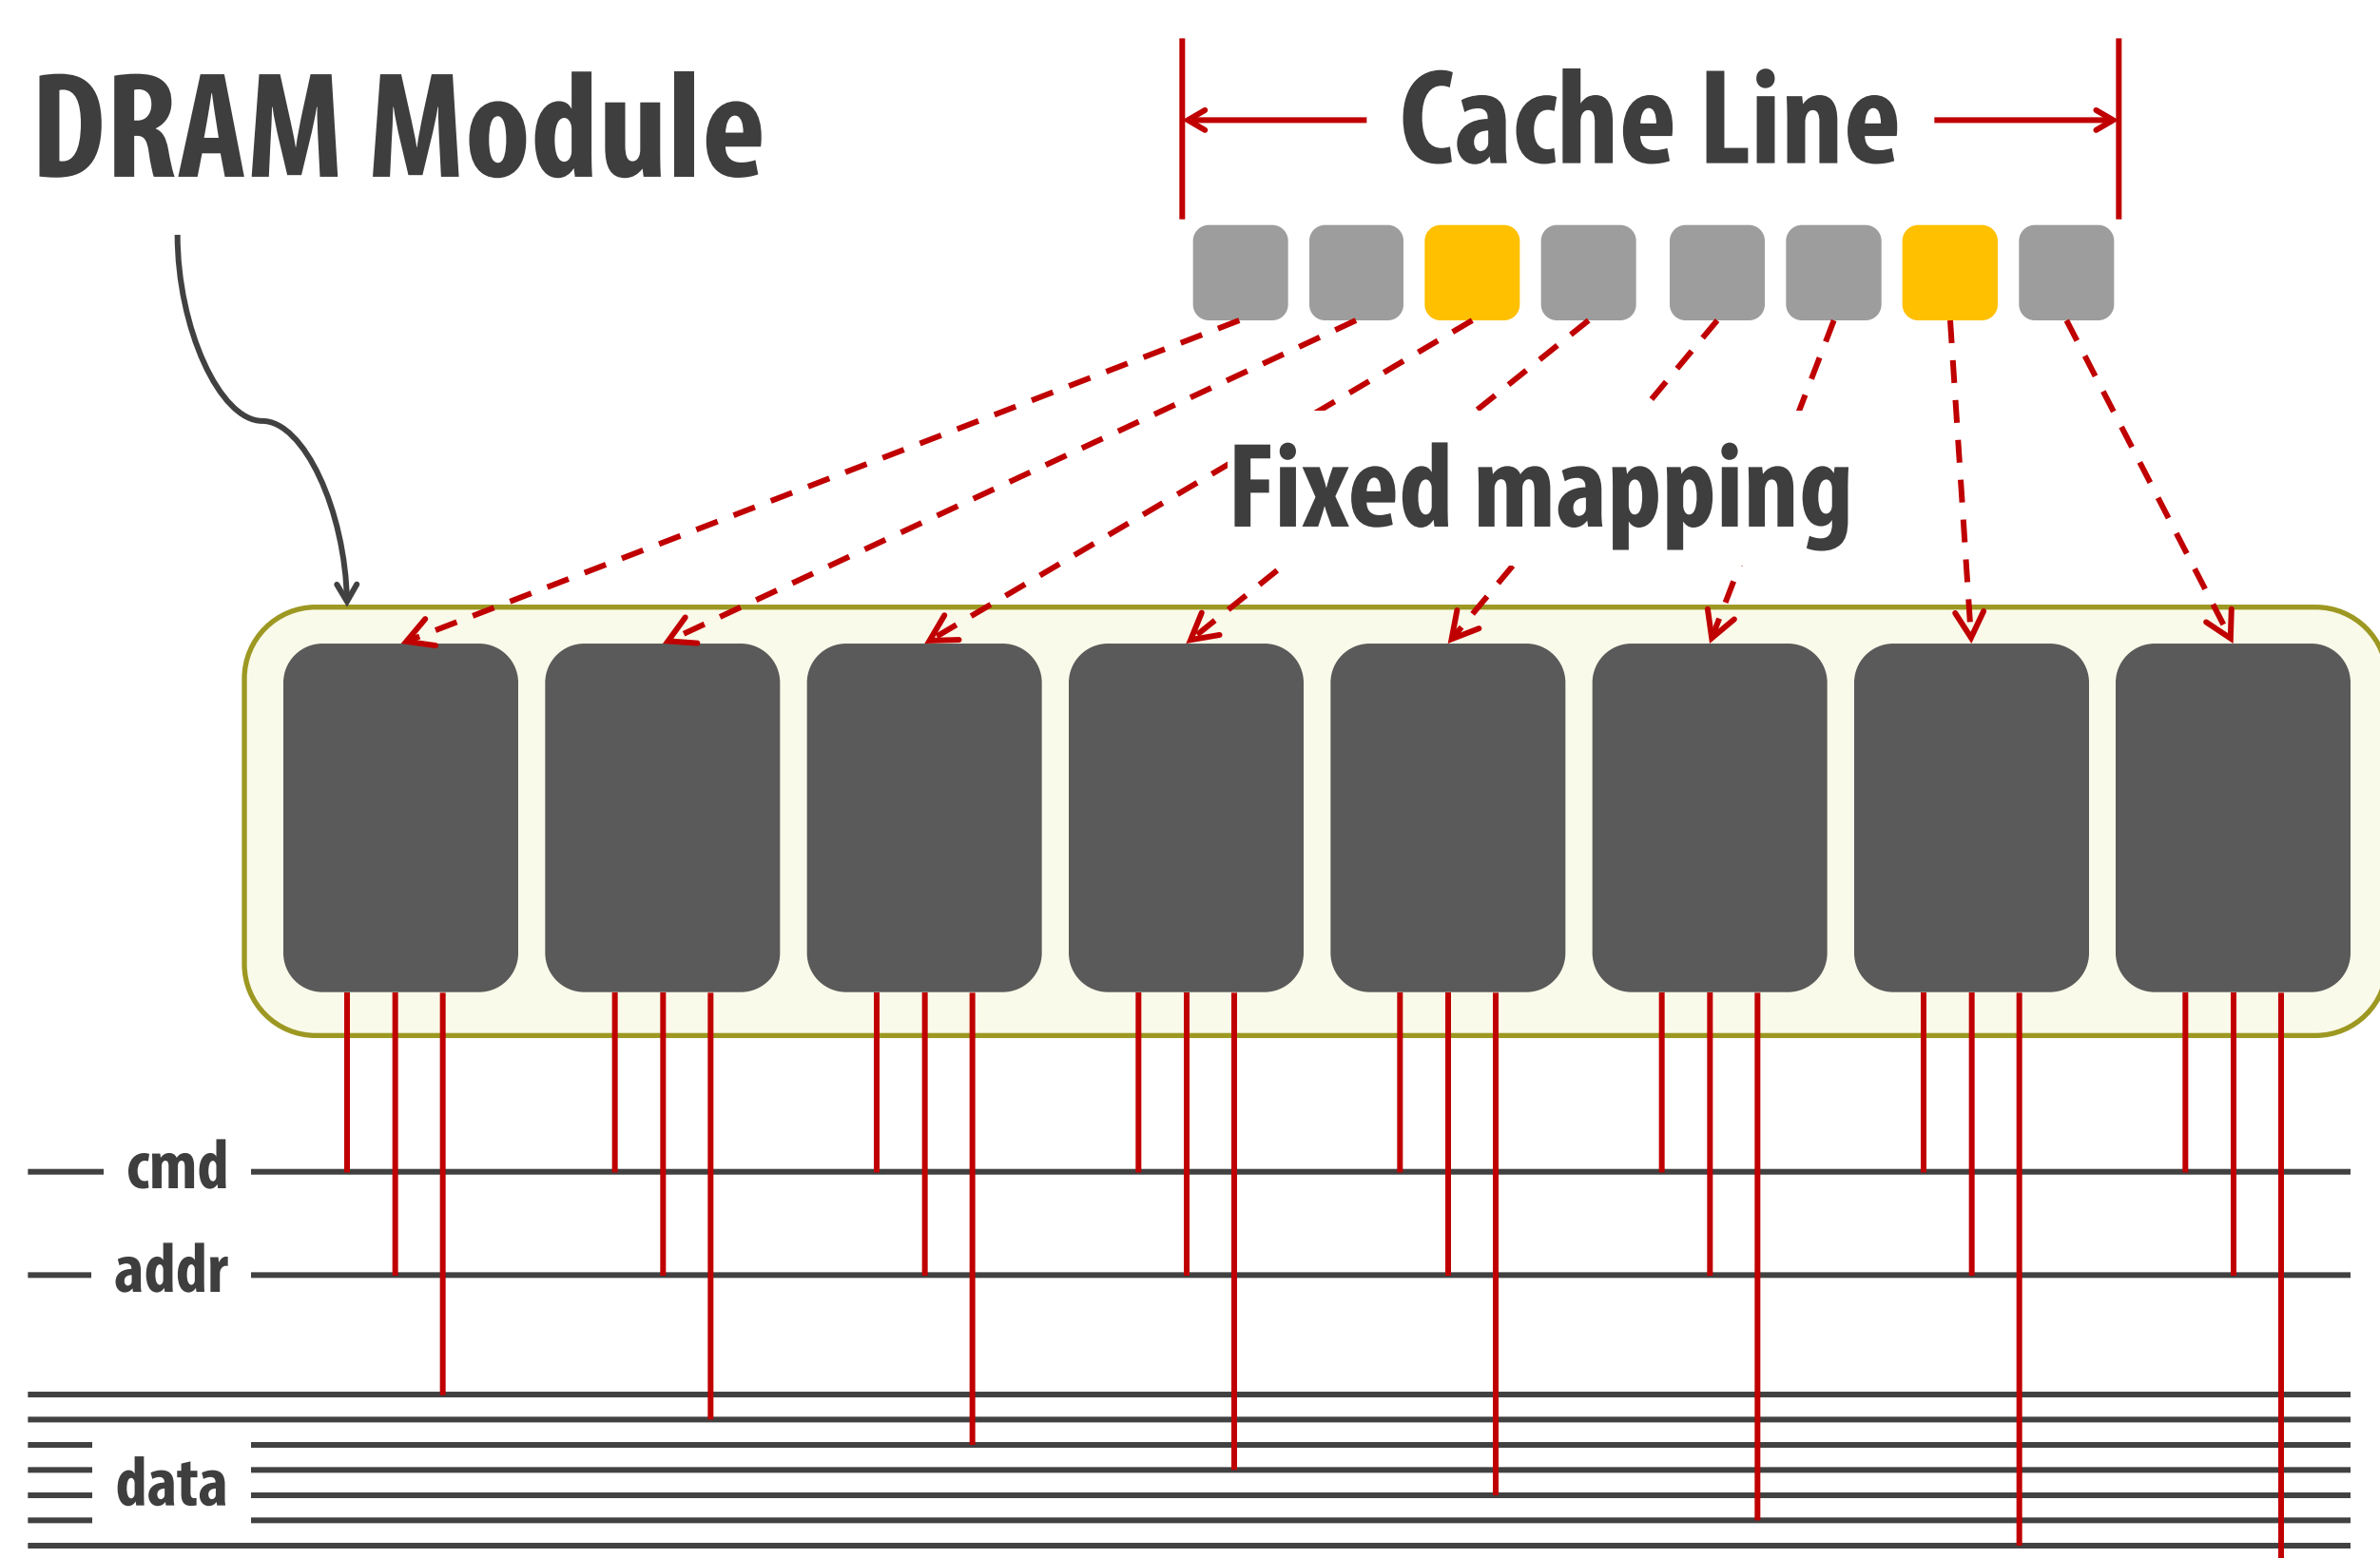 DRAM Module
Cache Line
Fixed mapping
cmd
addr
data